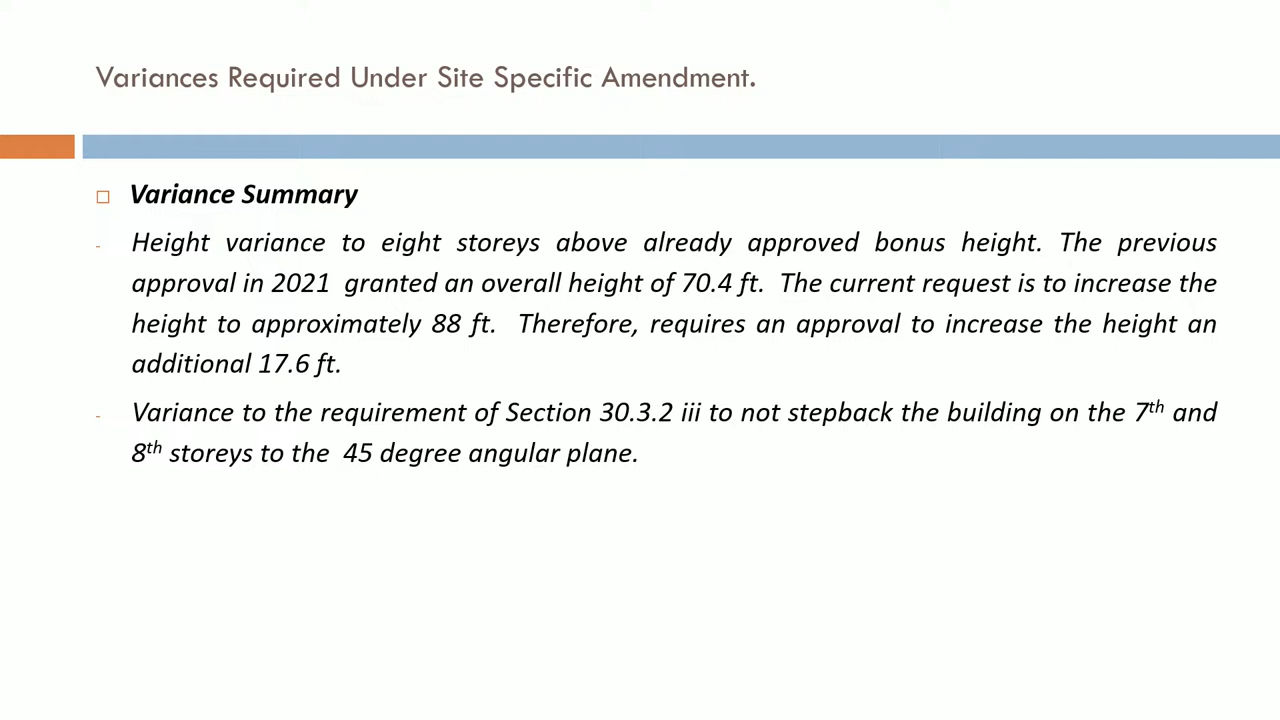 Variances Required Under Site Specific Amendment.
Variance Summary
- Height variance to eight storeys above already approved bonus height. The previous
approval in 2021 granted an overall height of 70.4 ft. The current request is to increase the
height to approximately 88 ft. Therefore, requires an approval to increase the height an
additional 17.6 ft.
- Variance to the requirement of Section 30.3.2 iii to not stepback the building on the 7th and
8th storeys to the 45 degree angular plane.